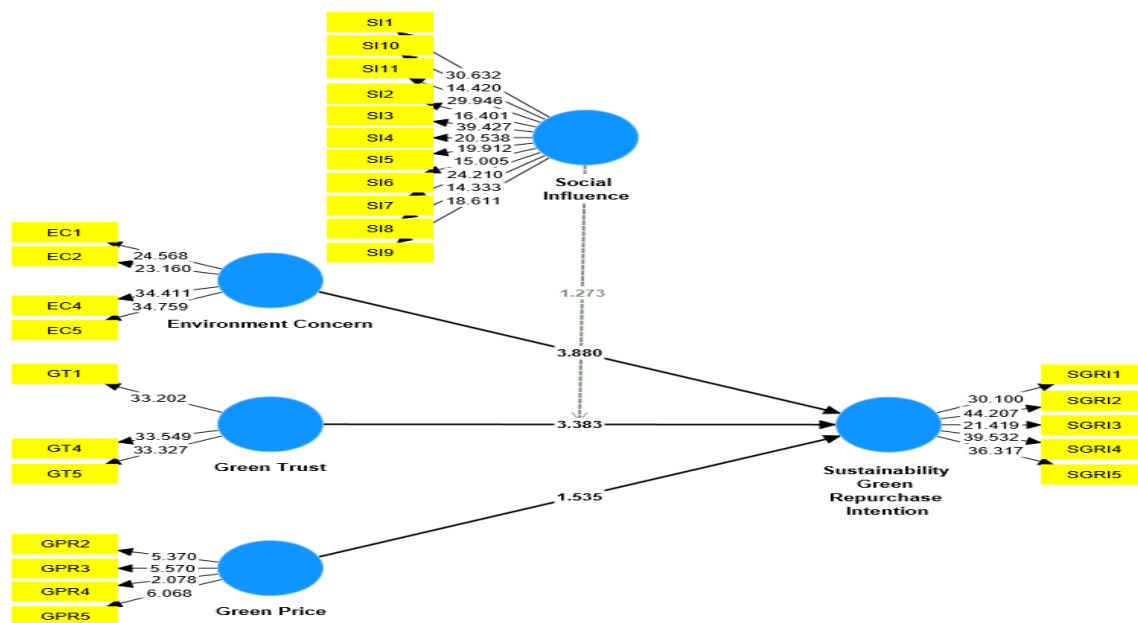 SI1
SI10
SI11
SI2
SI3
SI4
SI5
SI6
SI7
SI8
SI9
30.632
14.420
29.946
16.401
39.427
20.538
19.912
15.005
24.210
14.333
18.611
Social
Influence
1.273
EC1
EC2
EC4
EC5
24.568
23.160
34.411
34.759
Environment Concern
3.880
GT1
GT4
GT5
33.202
33.549
33.327
Green Trust
3.383
GPR2
GPR3
GPR4
GPR5
5.370
5.570
2.078
6.068
Green Price
1.535
Sustainability
Green
Repurchase
Intention
30.100
44.207
21.419
39.532
36.317
SGRI1
SGRI2
SGRI3
SGRI4
SGRI5